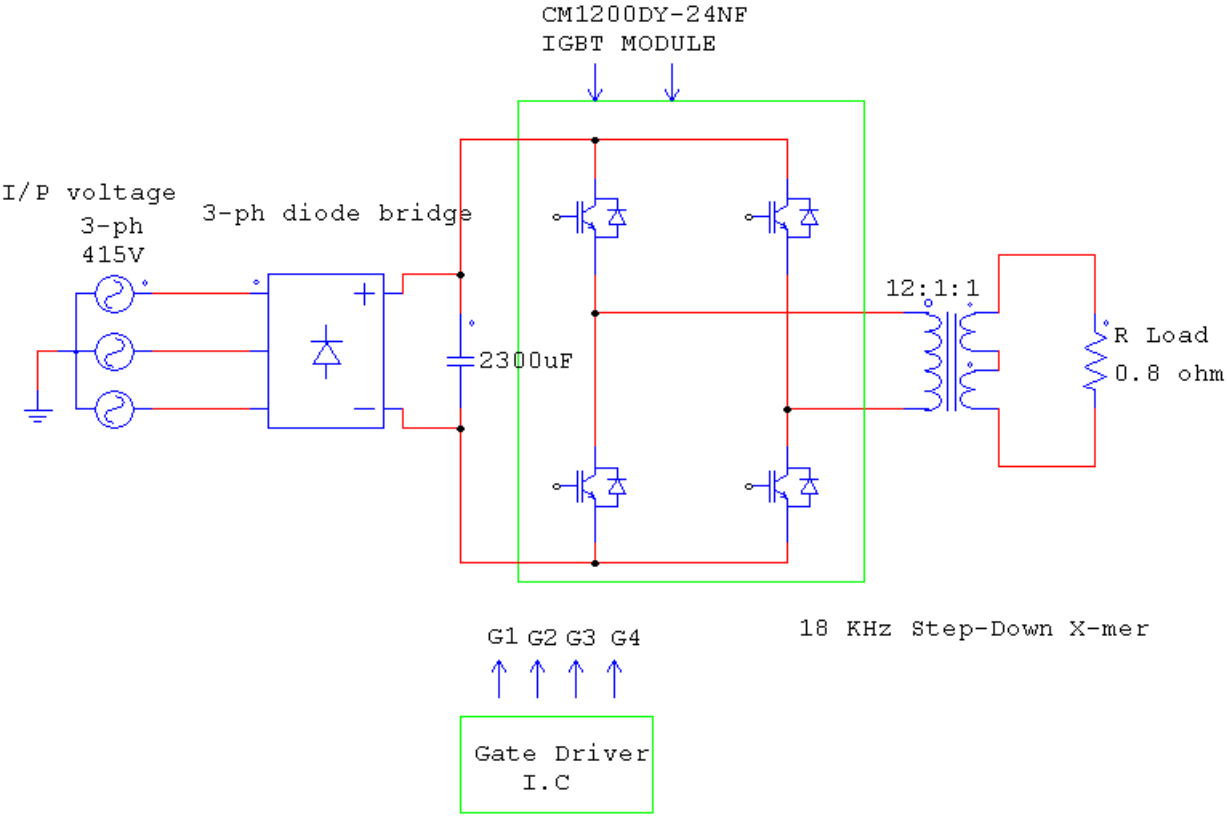 CM1200DY-24NF
IGBT MODULE
I/P voltage
3-ph
415V
3-ph diode bridge
12:1:1
2300uF
R Load
0.8 ohm
18 KHz Step-Down X-mer
G1 G2 G3 G4
Gate Driver
I.C